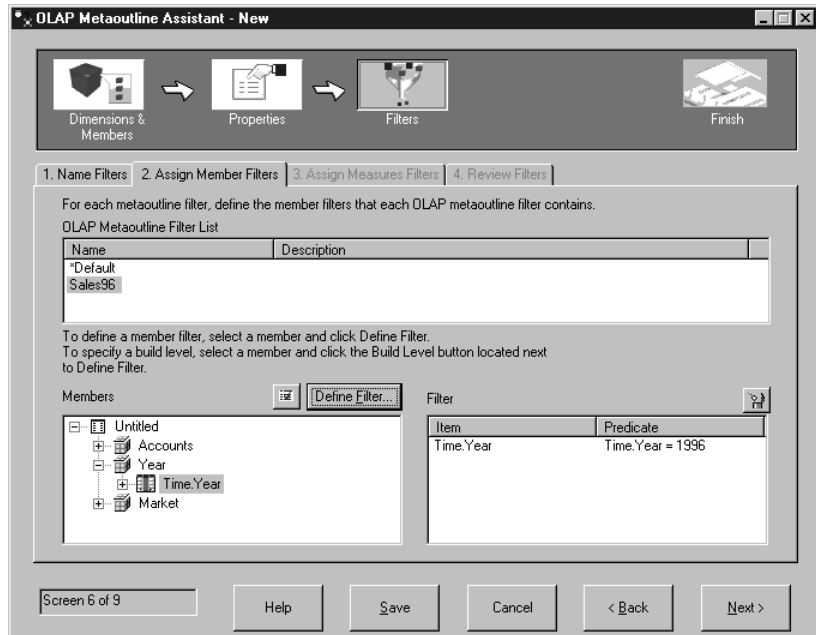 OLAP Metaoutline Assistant - New
Dimensions &
Members
Properties
Filters
Finish
1. Name Filters
2. Assign Member Filters
3. Assign Measures Filters
4. Review Filters
For each metaoutline filter, define the member filters that each OLAP metaoutline filter contains.
OLAP Metaoutline Filter List
Name
Description
*Default
Sales96
To define a member filter, select a member and click Define Filter.
To specify a build level, select a member and click the Build Level button located next
to Define Filter.
Members
Define Filter...
Filter
Untitled
Accounts
Year
Time.Year
Market
Item
Predicate
Time.Year
Time.Year = 1996
Screen 6 of 9
Help
Save
Cancel
< Back
Next >